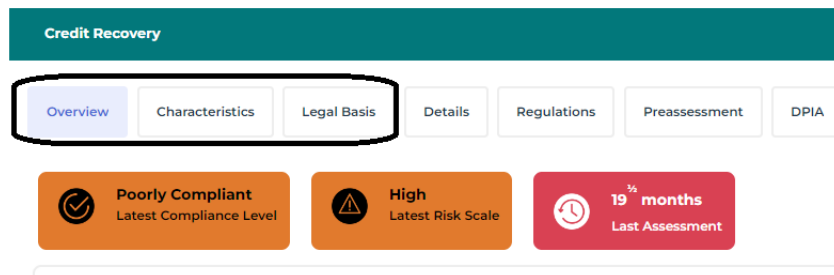 Credit Recovery
Overview Characteristics Legal Basis Details Regulations Preassessment DPIA
Poorly Compliant
Latest Compliance Level
High
Latest Risk Scale
19 ½ months
Last Assessment